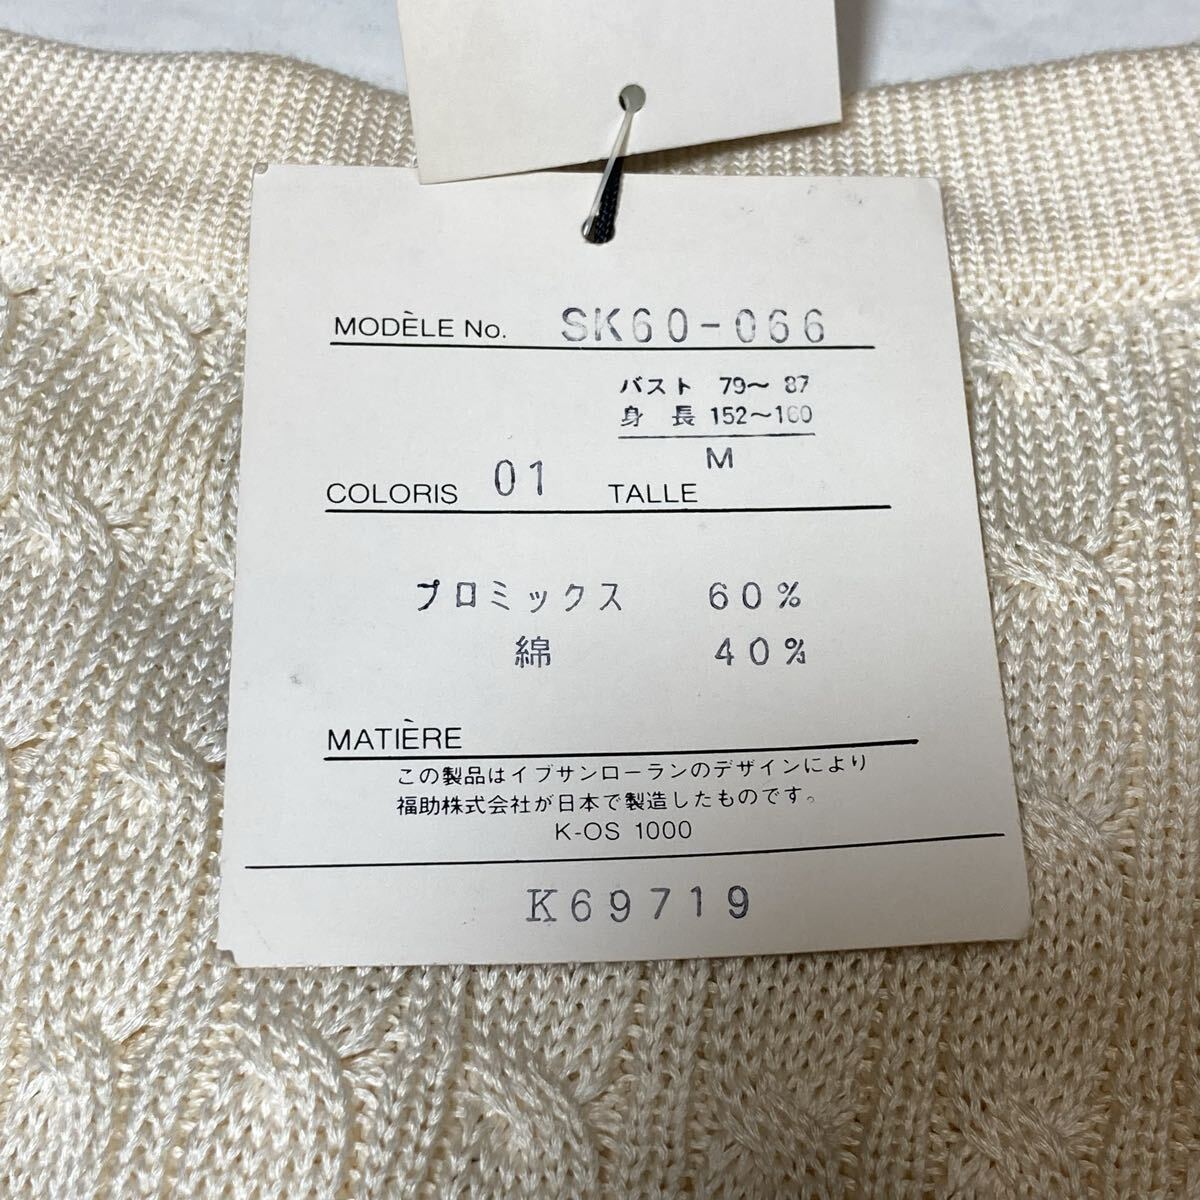 MODÈLE No. SK60-066
バスト 79〜 87
身 長 152〜160
M
COLORIS 01 TALLE
プロミックス 60%
綿 40%
MATIÈRE
この製品はイブサンローランのデザインにより
福助株式会社が日本で製造したものです。
K-OS 1000
K69719